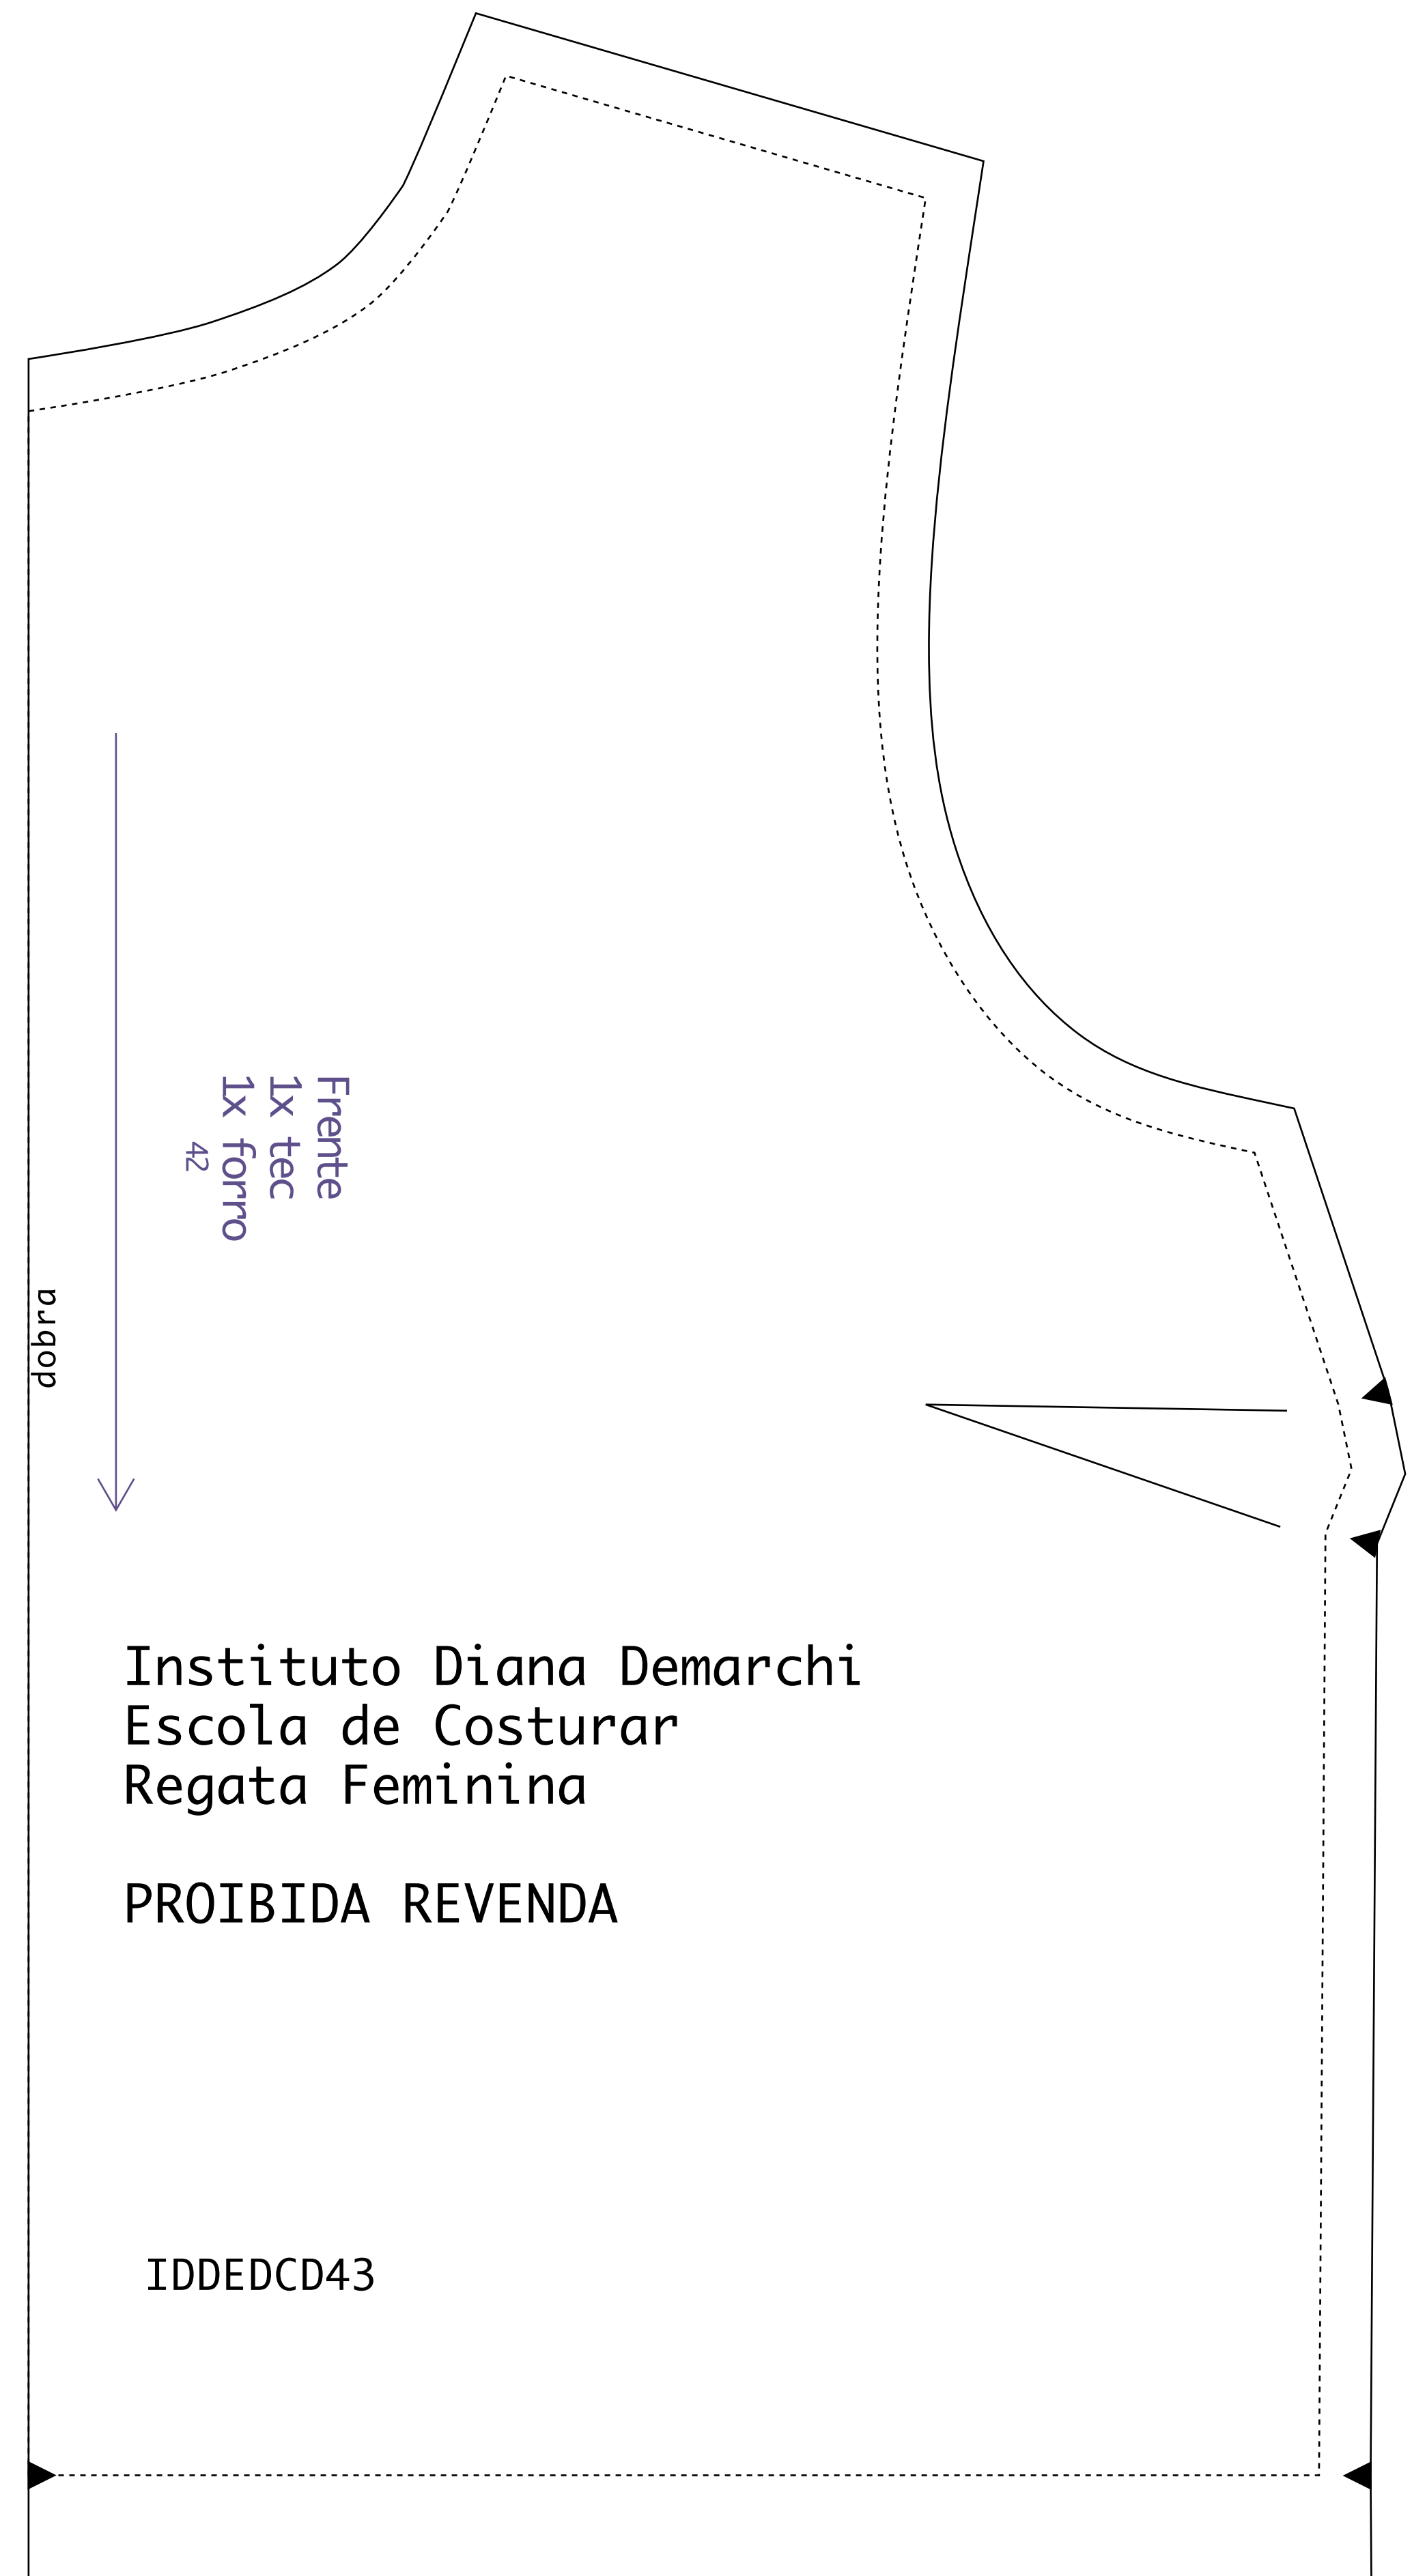 Frente
1x tec
1x forro
42
dobra
Instituto Diana Demarchi
Escola de Costurar
Regata Feminina
PROIBIDA REVENDA
IDDEDCD43